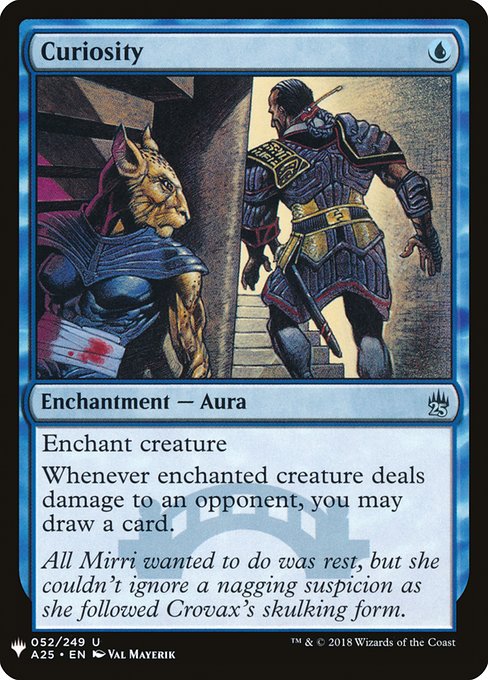 Curiosity
Enchantment — Aura
25
Enchant creature
Whenever enchanted creature deals
damage to an opponent, you may
draw a card.
All Mirri wanted to do was rest, but she
couldn't ignore a nagging suspicion as
she followed Crovax's skulking form.
052/249 U
A25 • EN Val Mayerik
™ & © 2018 Wizards of the Coast